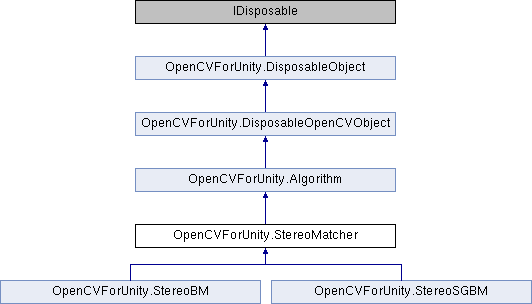 IDisposable
OpenCVForUnity.DisposableObject
OpenCVForUnity.DisposableOpenCVObject
OpenCVForUnity.Algorithm
OpenCVForUnity.StereoMatcher
OpenCVForUnity.StereoBM
OpenCVForUnity.StereoSGBM